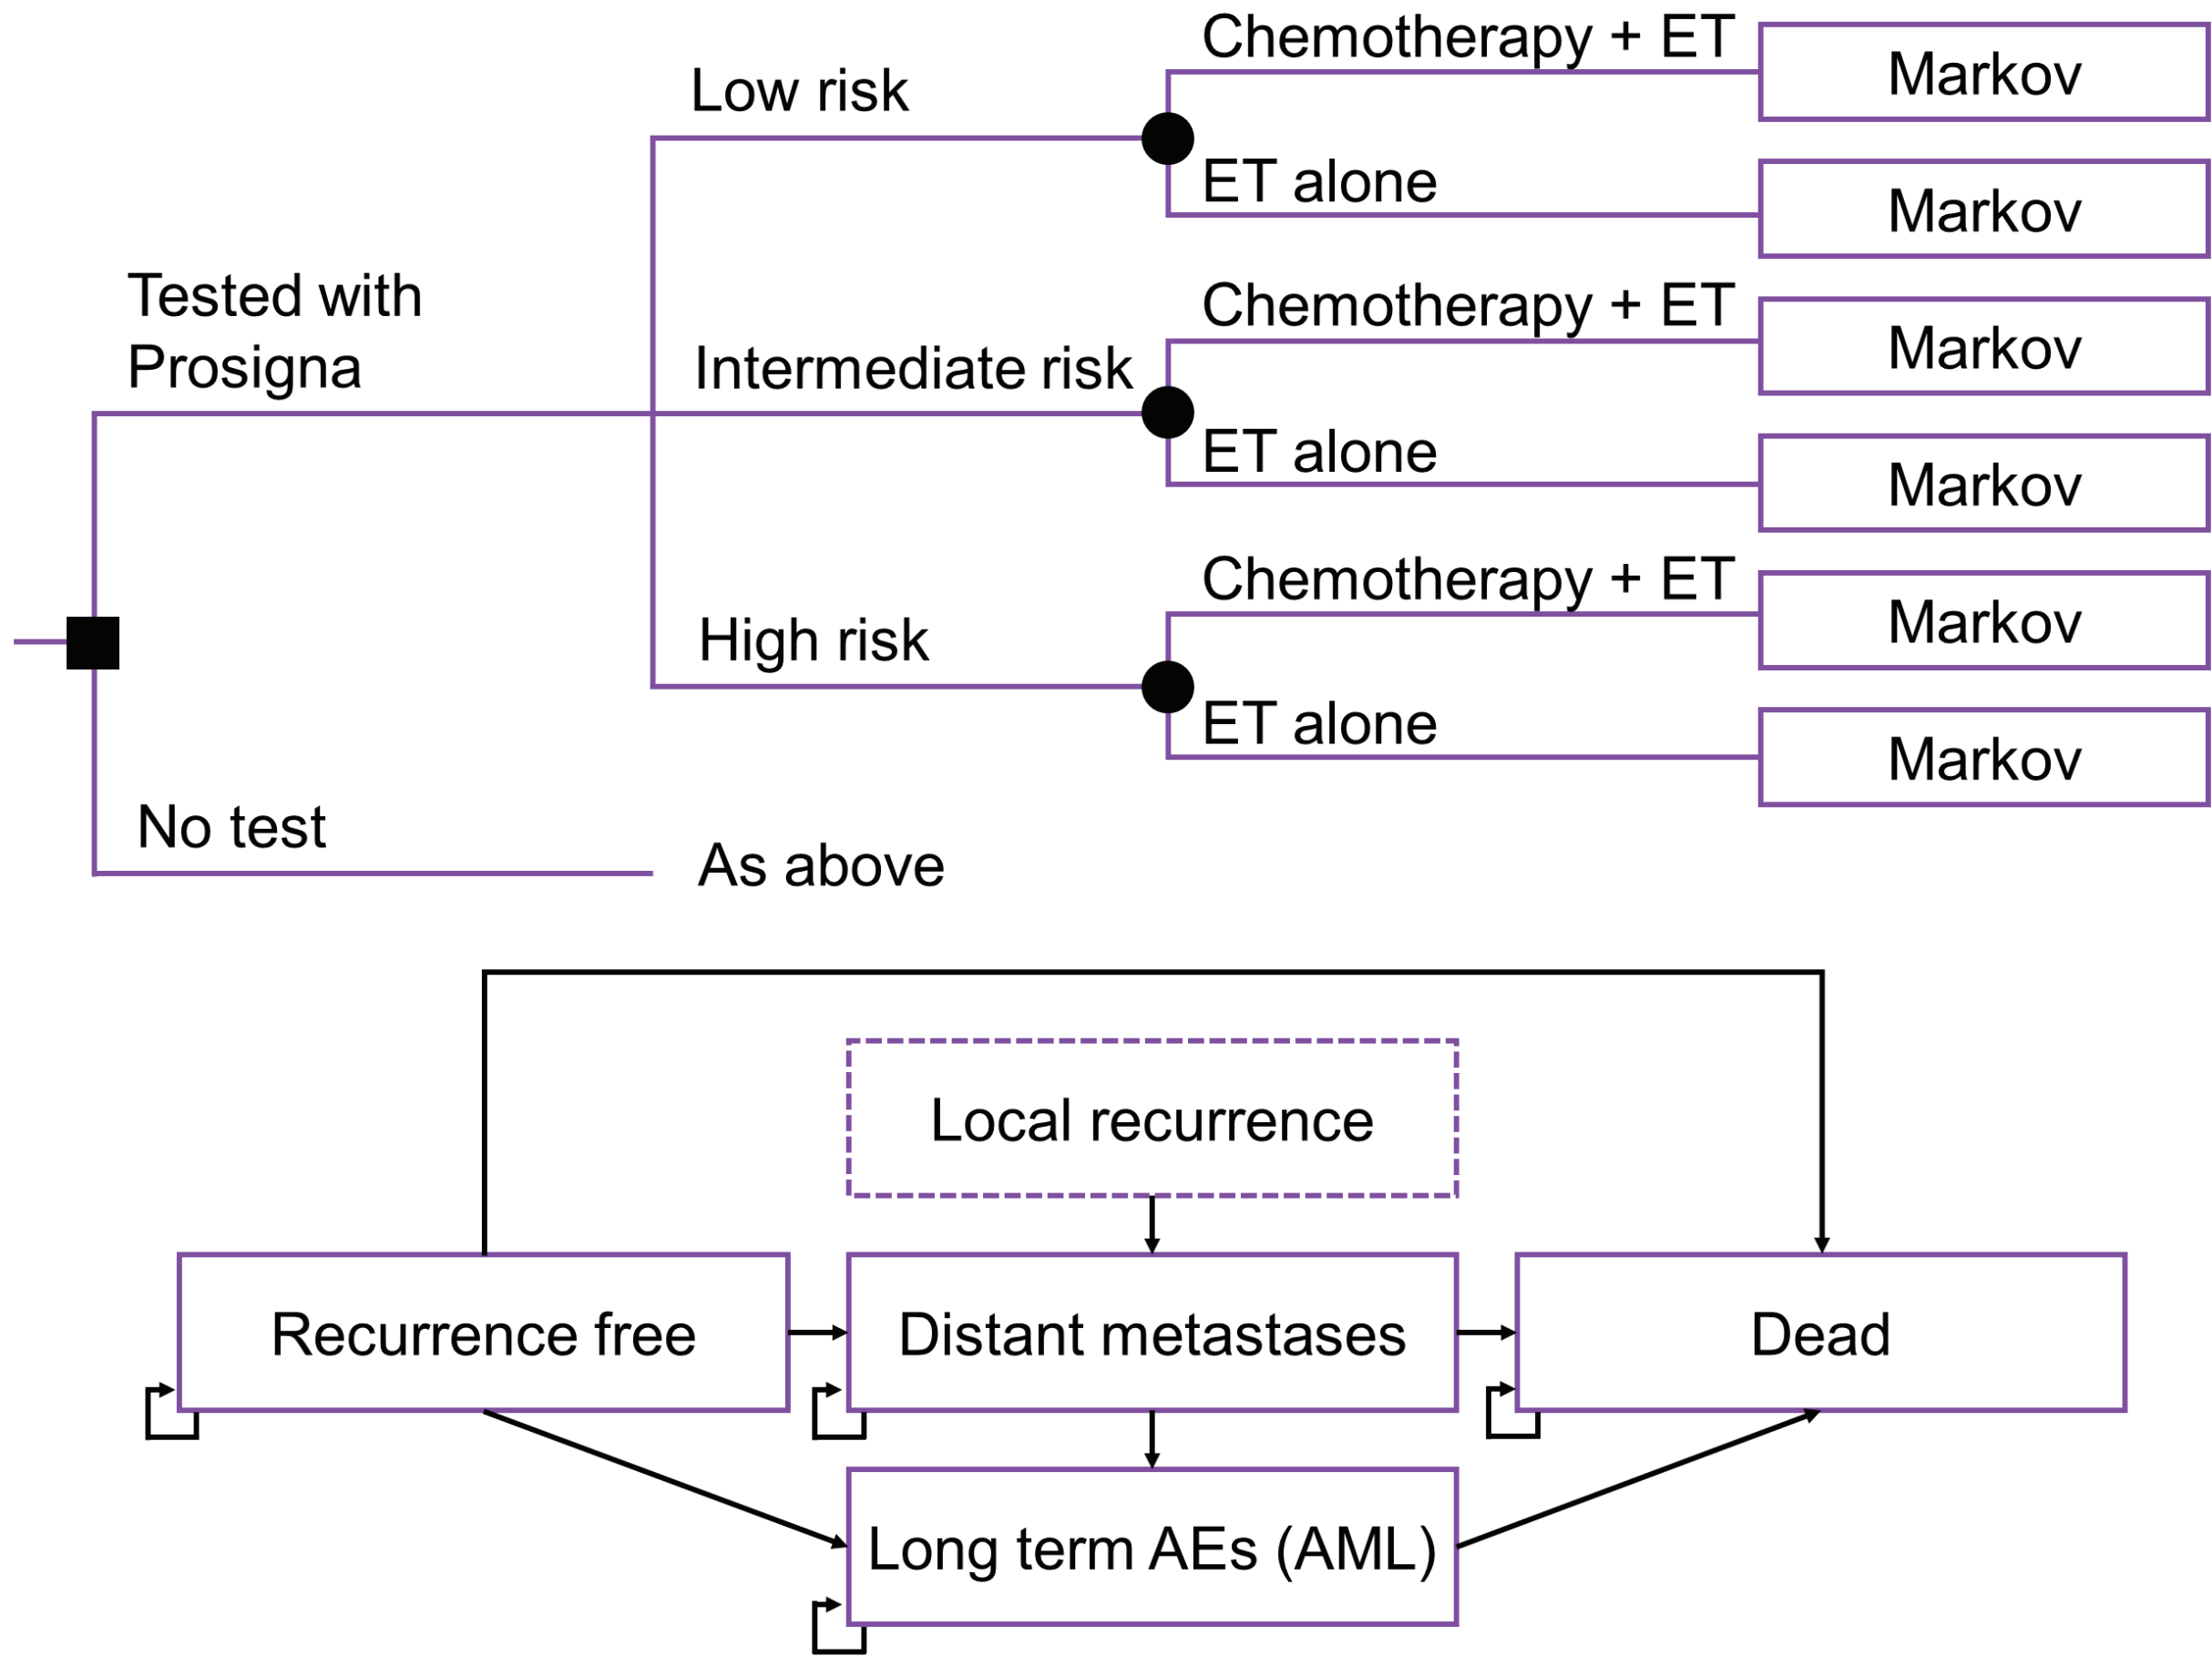 Chemotherapy + ET
Markov
Low risk
ET alone
Markov
Tested with
Prosigna
Chemotherapy + ET
Markov
Intermediate risk
ET alone
Markov
Chemotherapy + ET
Markov
High risk
ET alone
Markov
No test
As above
Local recurrence
Recurrence free
Distant metastases
Dead
Long term AEs (AML)